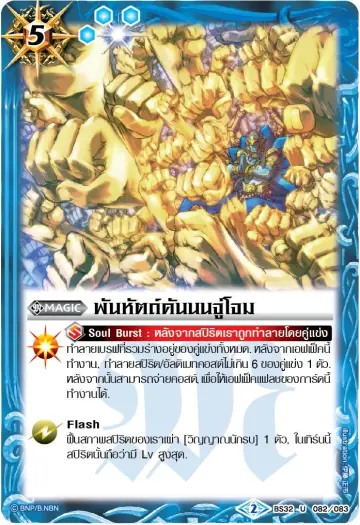 5
MAGIC พันหัตถ์คันนนจู่โจม
S Soul Burst : หลังจากสปิริตเราถูกทำลายโดยคู่แข่ง
ทำลายเบรฟที่รวมร่างอยู่ของคู่แข่งทั้งหมด. หลังจากเอฟเฟ็คนี้
ทำงาน, ทำลายสปิริต/อัลติเมทคอสต์ไม่เกิน 6 ของคู่แข่ง 1 ตัว.
หลังจากนั้นสามารถจ่ายคอสต์, เพื่อใช้เอฟเฟ็คแฟลชของการ์ดนี้
ทำงานได้.
Flash
ฟื้นสภาพสปิริตของเราเผ่า [วิญญาณนักรบ] 1 ตัว, ในเทิร์นนี้
สปิริตนั้นถือว่ามี Lv สูงสุด.
© BNP/B.NBN
2
BS32 - U 082/083